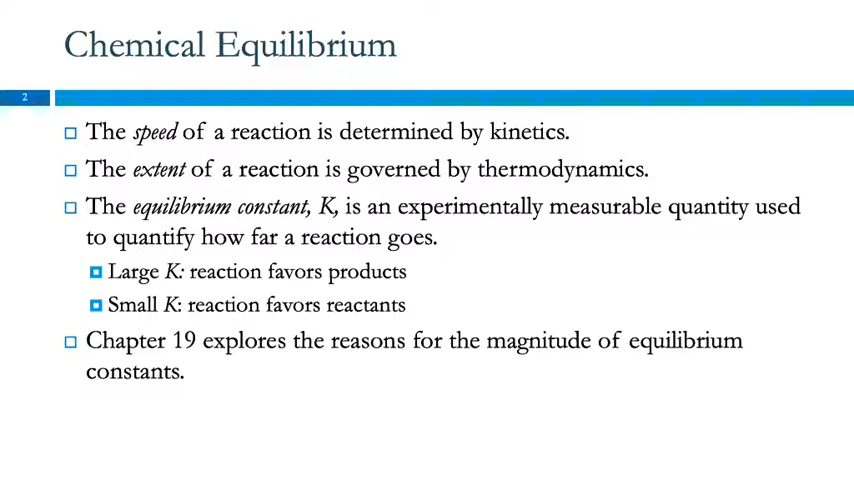 Chemical Equilibrium
2
The speed of a reaction is determined by kinetics.
The extent of a reaction is governed by thermodynamics.
The equilibrium constant, K, is an experimentally measurable quantity used
to quantify how far a reaction goes.
Large K: reaction favors products
Small K: reaction favors reactants
Chapter 19 explores the reasons for the magnitude of equilibrium
constants.